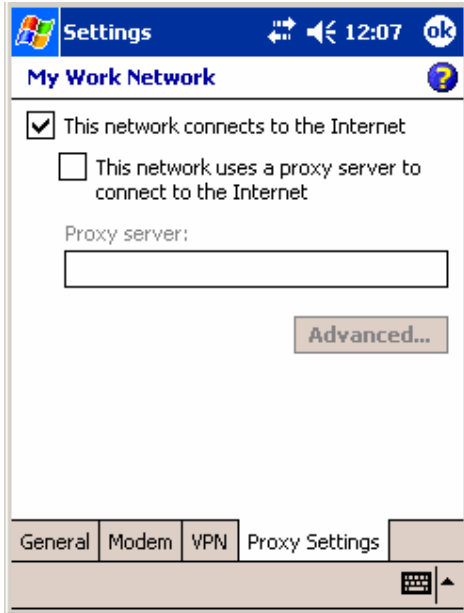 Settings 12:07 ok
My Work Network ?
This network connects to the Internet
This network uses a proxy server to
connect to the Internet
Proxy server:
Advanced...
General Modem VPN Proxy Settings